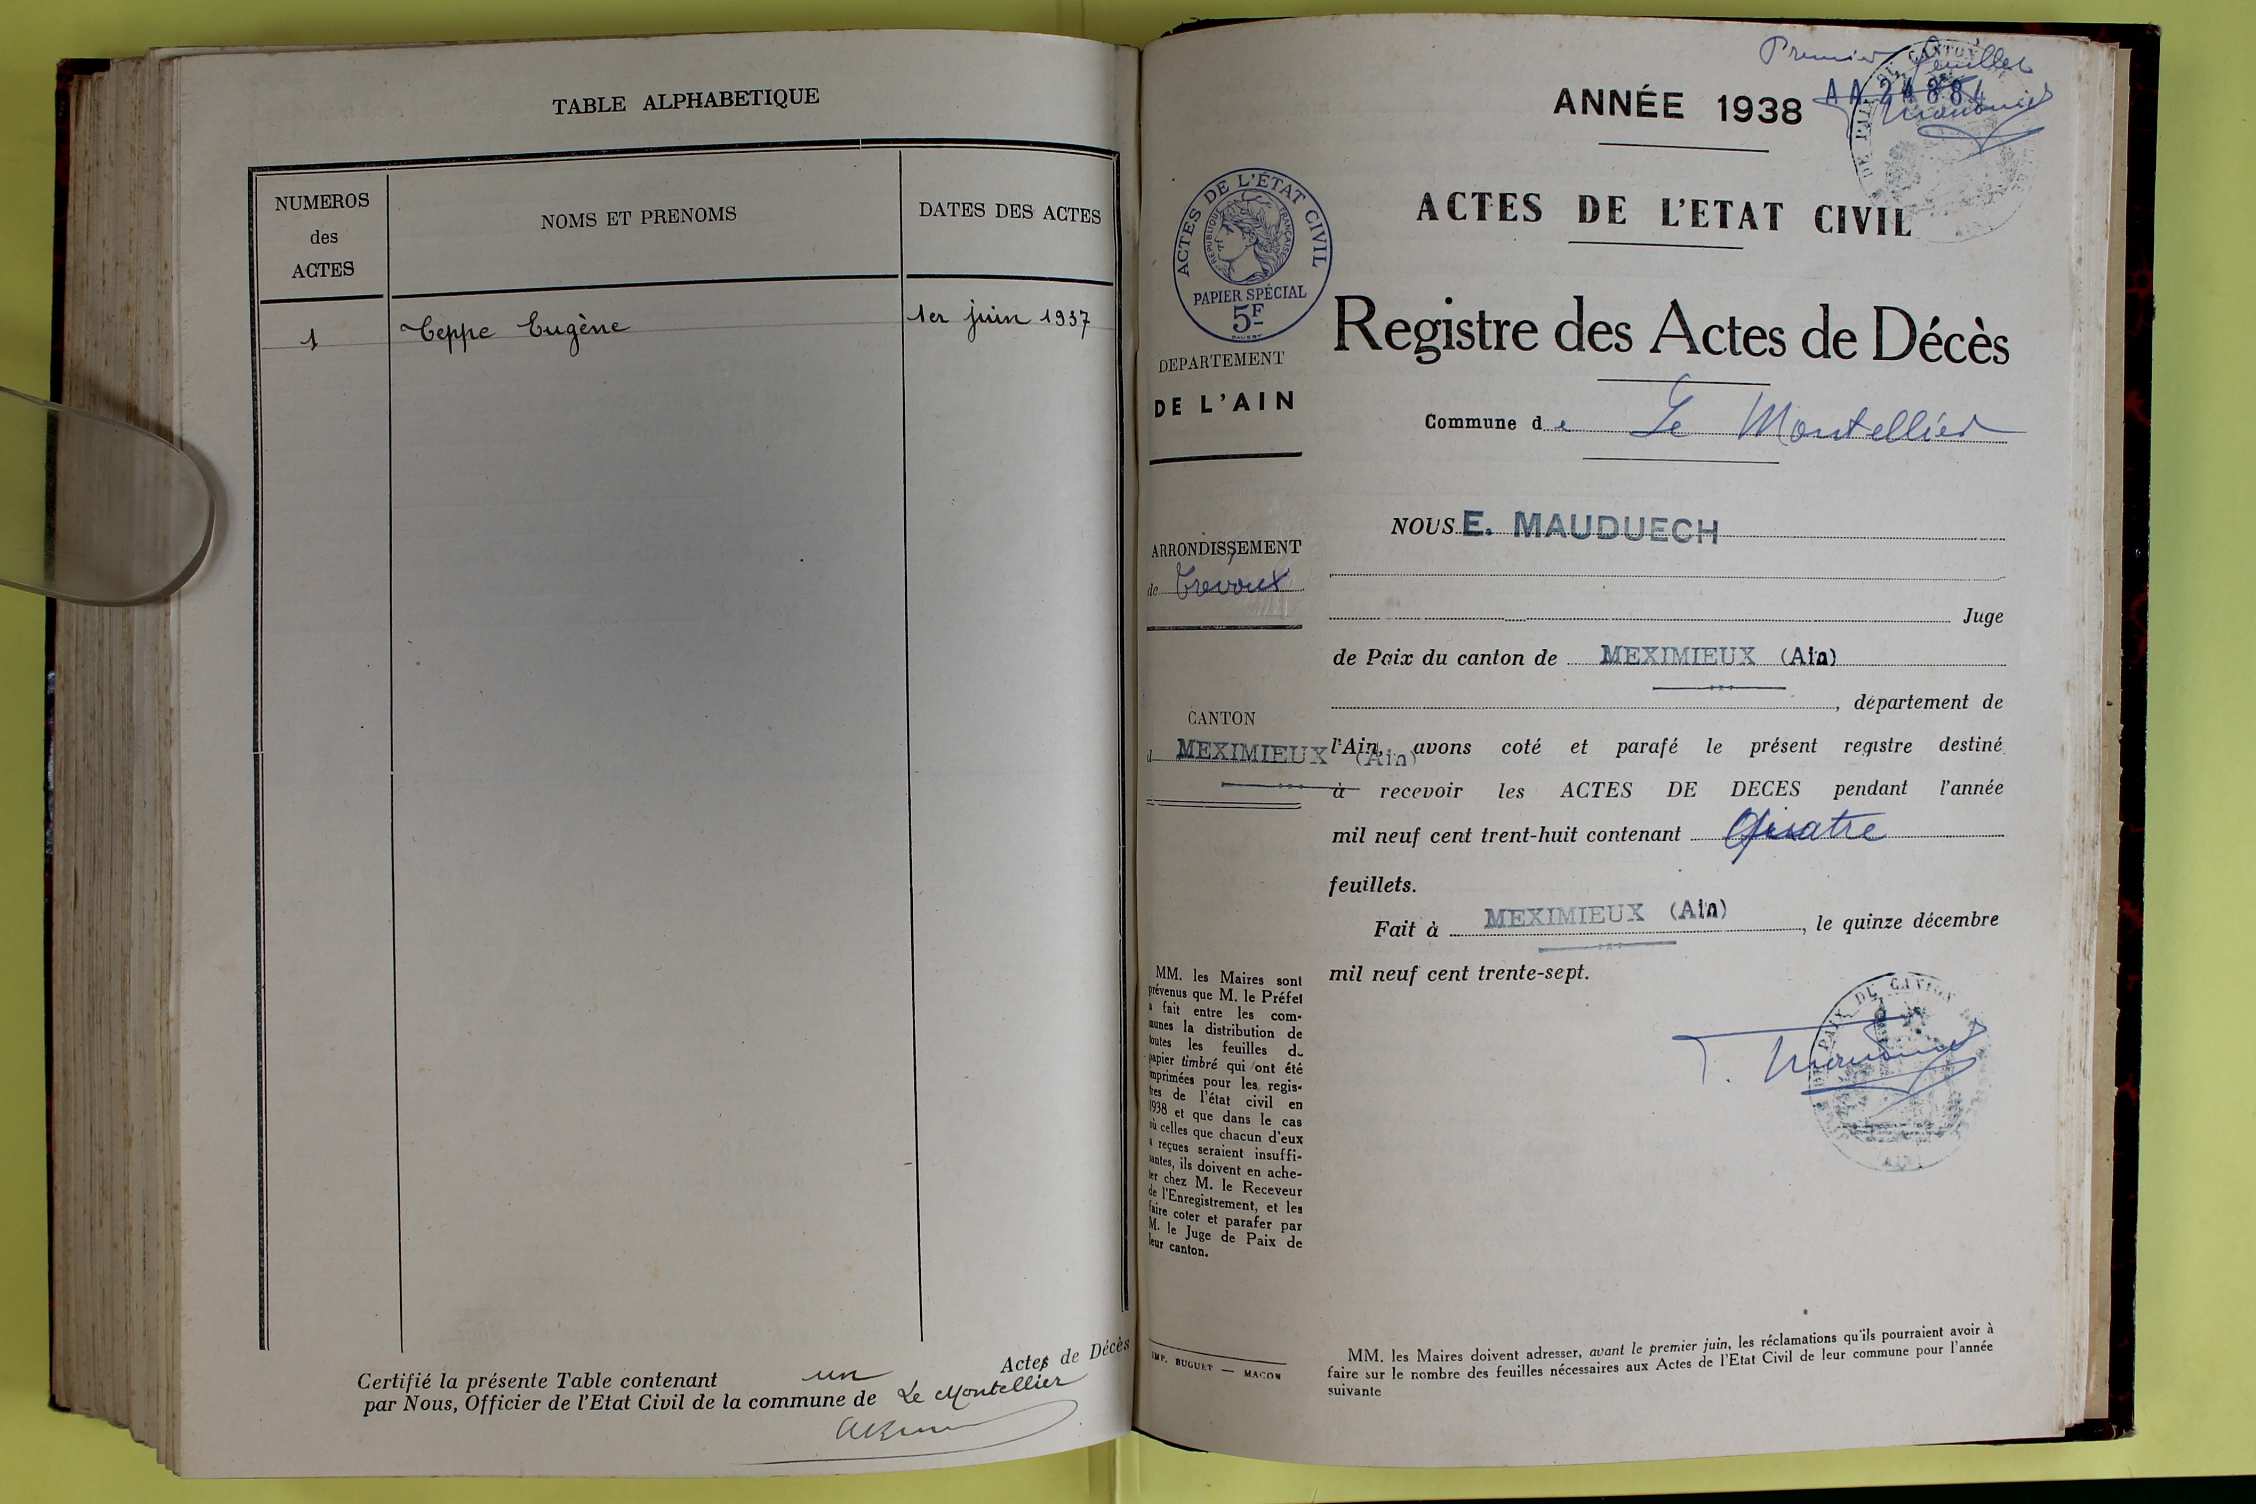 TABLE ALPHABETIQUE
NUMEROS
des
ACTES
NOMS ET PRENOMS
DATES DES ACTES
1
Teppe Eugène
1er juin 1937
Certifié la présente Table contenant un Actes de Décès
par Nous, Officier de l'Etat Civil de la commune de Le Montellier
Premier feuillet
ANNÉE 1938
ACTES DE L'ETAT CIVIL
ACTES DE L'ÉTAT CIVIL
RÉPUBLIQUE FRANÇAISE
PAPIER SPÉCIAL
5F
Registre des Actes de Décès
DEPARTEMENT
DE L'AIN
Commune de Le Montellier
ARRONDISSEMENT
de Trévoux
CANTON
d MEXIMIEUX (Ain)
NOUS E. MAUDUECH
Juge
de Paix du canton de MEXIMIEUX (Ain)
, département de
l'Ain, avons coté et parafé le présent registre destiné
à recevoir les ACTES DE DECES pendant l'année
mil neuf cent trent-huit contenant Quatre
feuillets.
Fait à MEXIMIEUX (Ain), le quinze décembre
mil neuf cent trente-sept.
MM. les Maires sont
prévenus que M. le Préfet
a fait entre les com-
munes la distribution de
toutes les feuilles de
papier timbré qui ont été
imprimées pour les regis-
tres de l'état civil en
1938 et que dans le cas
où celles que chacun d'eux
a reçues seraient insuffi-
santes, ils doivent en ache-
ter chez M. le Receveur
de l'Enregistrement, et les
faire coter et parafer par
M. le Juge de Paix de
leur canton.
IMP. BUGUET — MACON
MM. les Maires doivent adresser, avant le premier juin, les réclamations qu'ils pourraient avoir à
faire sur le nombre des feuilles nécessaires aux Actes de l'Etat Civil de leur commune pour l'année
suivante